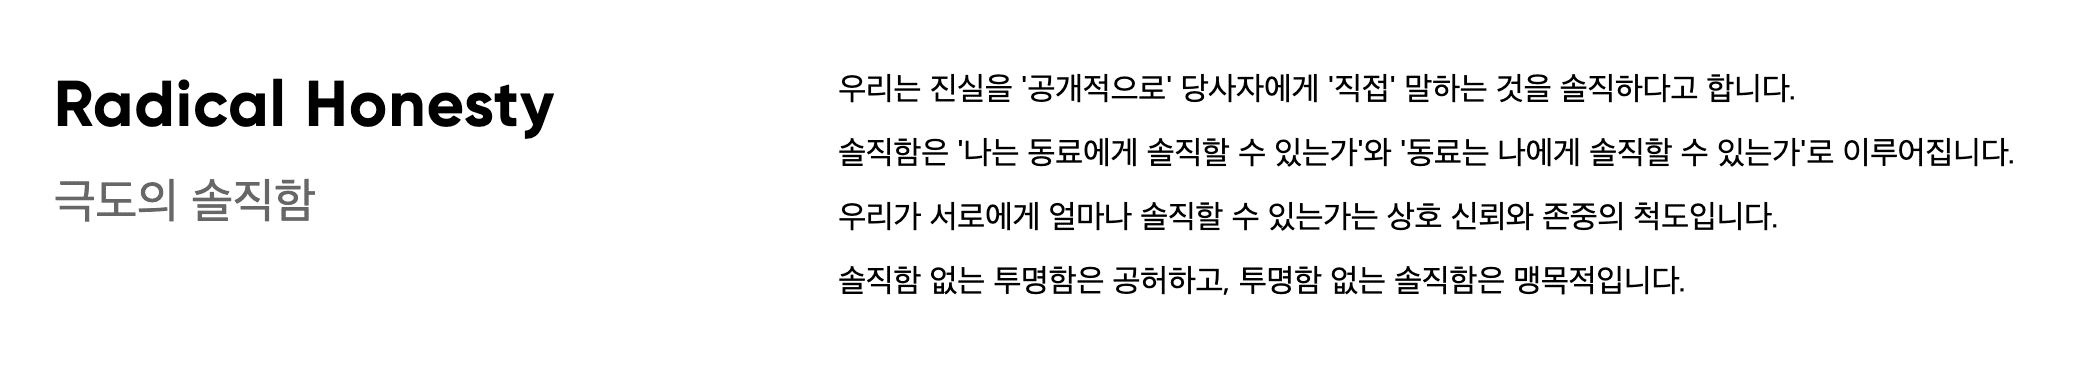 Radical Honesty
극도의 솔직함
우리는 진실을 '공개적으로' 당사자에게 '직접' 말하는 것을 솔직하다고 합니다.
솔직함은 '나는 동료에게 솔직할 수 있는가'와 '동료는 나에게 솔직할 수 있는가'로 이루어집니다.
우리가 서로에게 얼마나 솔직할 수 있는가는 상호 신뢰와 존중의 척도입니다.
솔직함 없는 투명함은 공허하고, 투명함 없는 솔직함은 맹목적입니다.